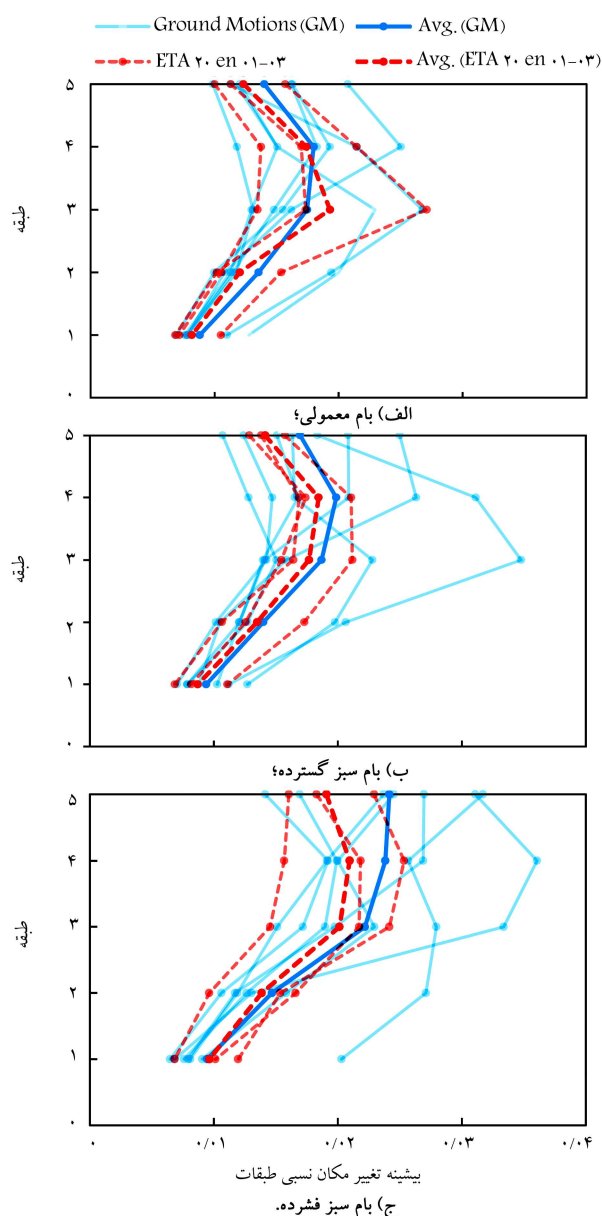 Ground Motions (GM) Avg. (GM)
ETA ۲۰ en ۰۱-۰۳ Avg. (ETA ۲۰ en ۰۱-۰۳)
۵
۴
۳
۲
۱
۰
طبقه
الف) بام معمولی؛
۵
۴
۳
۲
۱
۰
طبقه
ب) بام سبز گسترده؛
۵
۴
۳
۲
۱
۰
طبقه
۰ ۰/۰۱ ۰/۰۲ ۰/۰۳ ۰/۰۴
بیشینه تغییر مکان نسبی طبقات
ج) بام سبز فشرده.